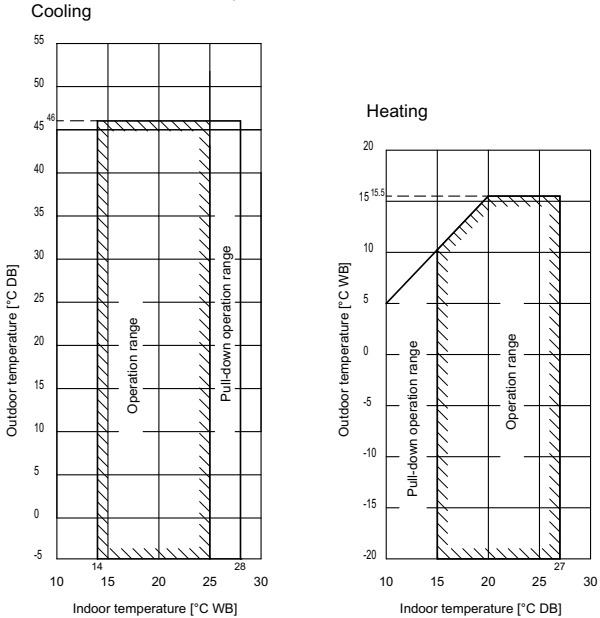 Cooling
55
50
46
45
40
35
30
25
20
15
10
5
0
-5
Outdoor temperature [°C DB]
Operation range
Pull-down operation range
14
28
10 15 20 25 30
Indoor temperature [°C WB]
Heating
20
15.5
15
10
5
0
-5
-10
-15
-20
Outdoor temperature [°C WB]
Pull-down operation range
Operation range
27
10 15 20 25 30
Indoor temperature [°C DB]